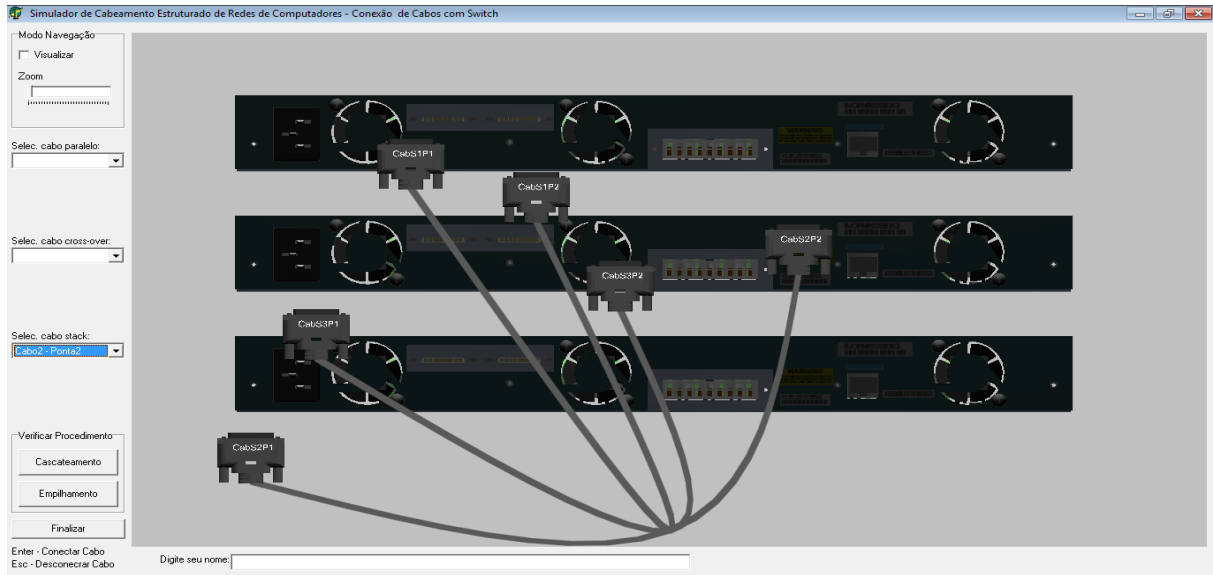 Simulador de Cabeamento Estruturado de Redes de Computadores - Conexão de Cabos com Switch
Modo Navegação
Visualizar
Zoom
Selec. cabo paralelo:
Selec. cabo cross-over:
Selec. cabo stack:
Cabo2 - Ponta2
Verificar Procedimento
Cascateamento
Empilhamento
Finalizar
Enter - Conectar Cabo
Esc - Desconecrar Cabo
Digite seu nome:
CabS1P1
CabS1P2
CabS2P2
CabS3P2
CabS3P1
CabS2P1